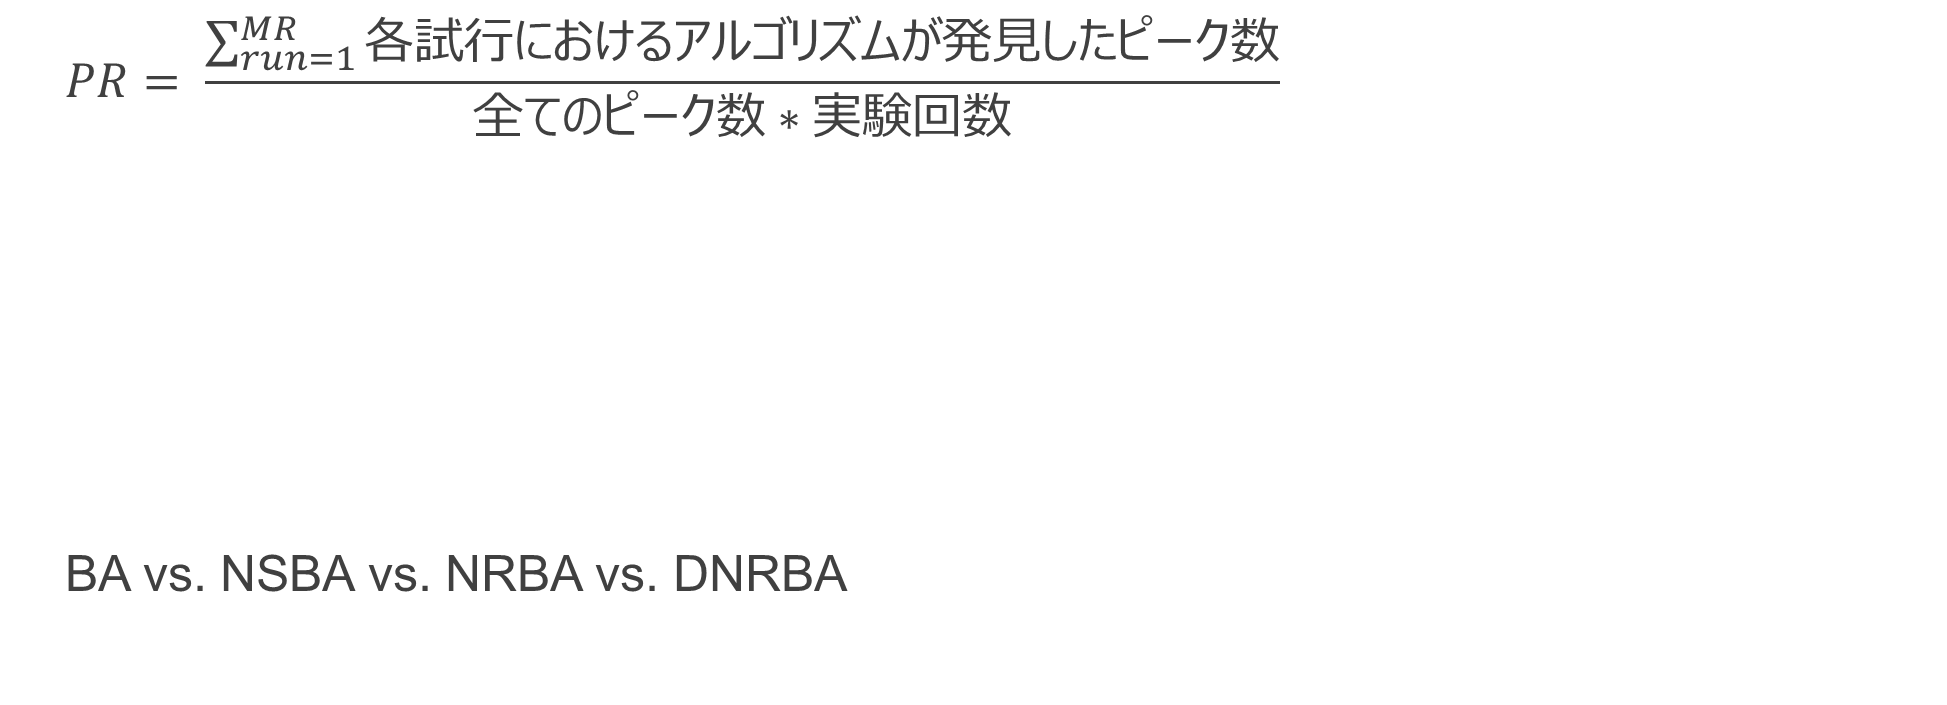 PR = \frac{\sum_{run=1}^{MR} 各試行におけるアルゴリズムが発見したピーク数}{全てのピーク数 * 実験回数}
BA vs. NSBA vs. NRBA vs. DNRBA